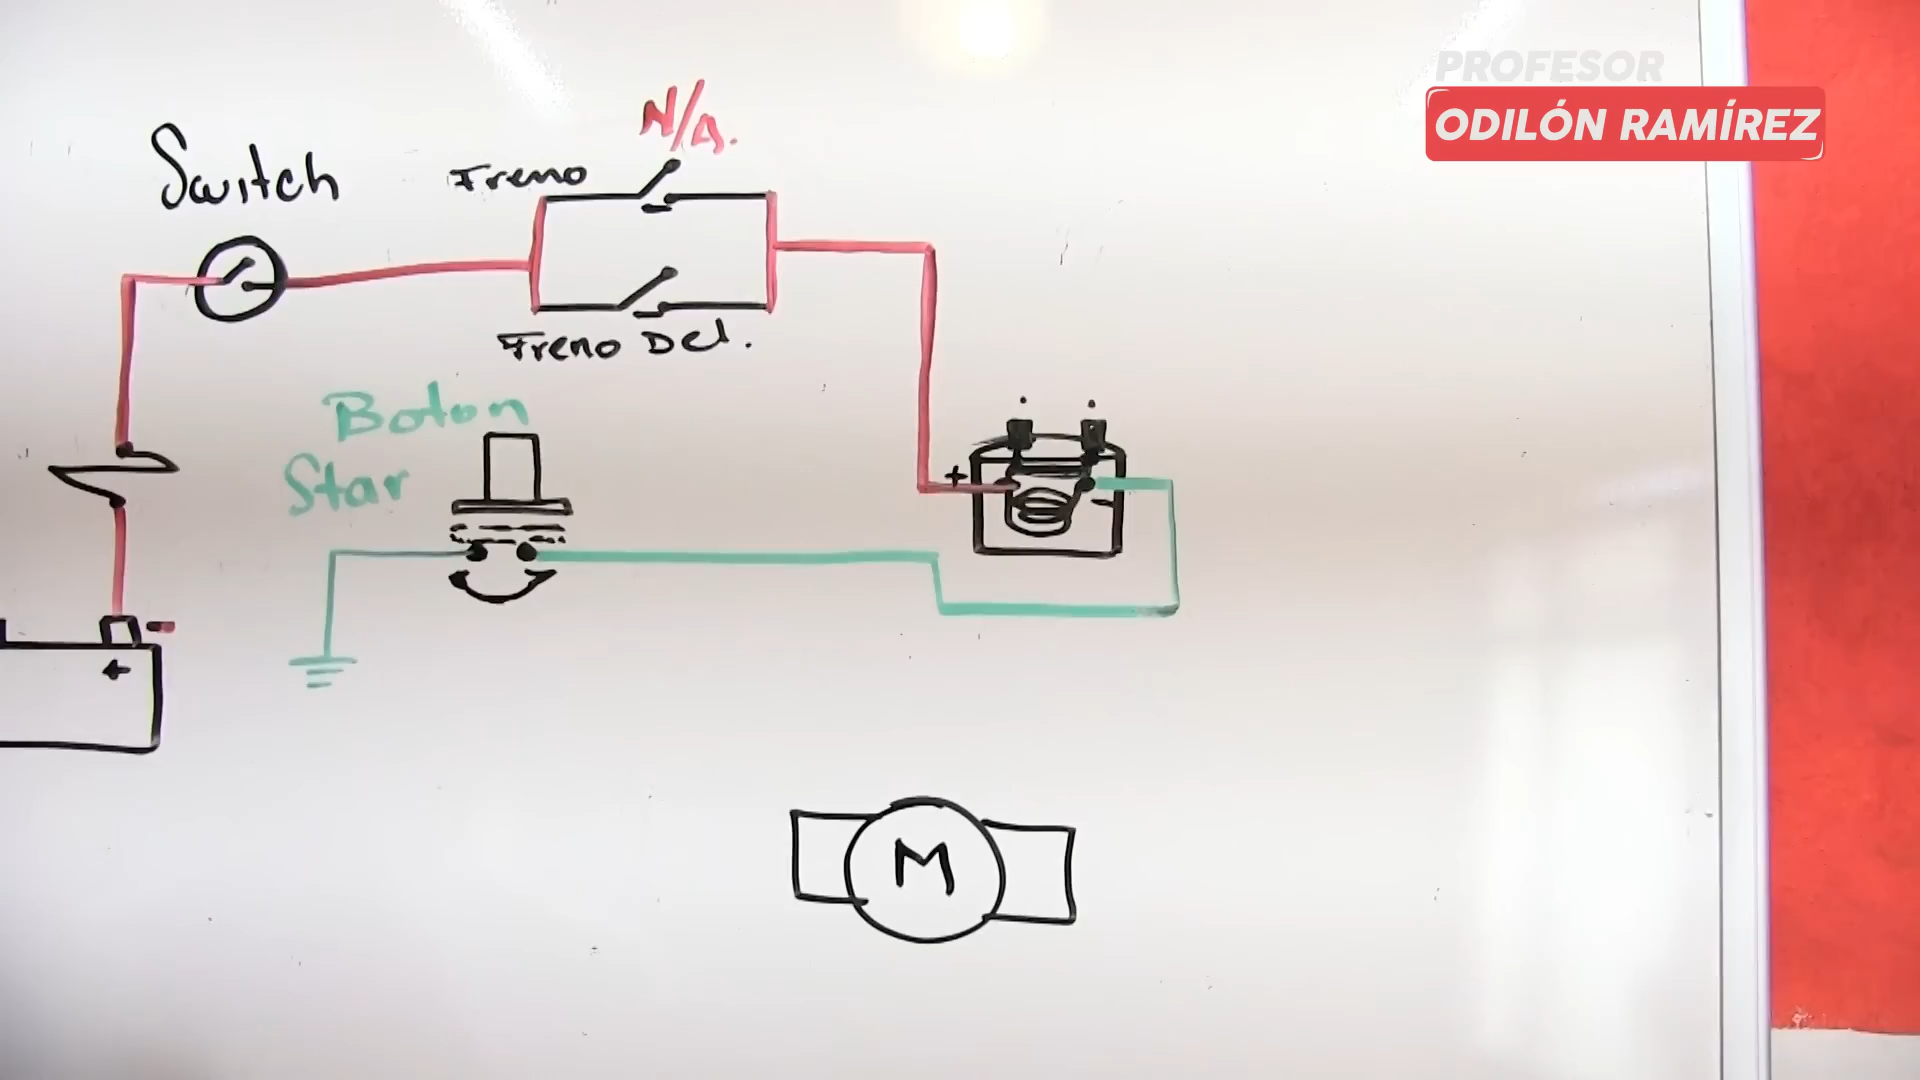 PROFESOR
ODILÓN RAMÍREZ
N/A.
Switch
Freno
Freno Del.
Boton
Star
+
-
+
-
M